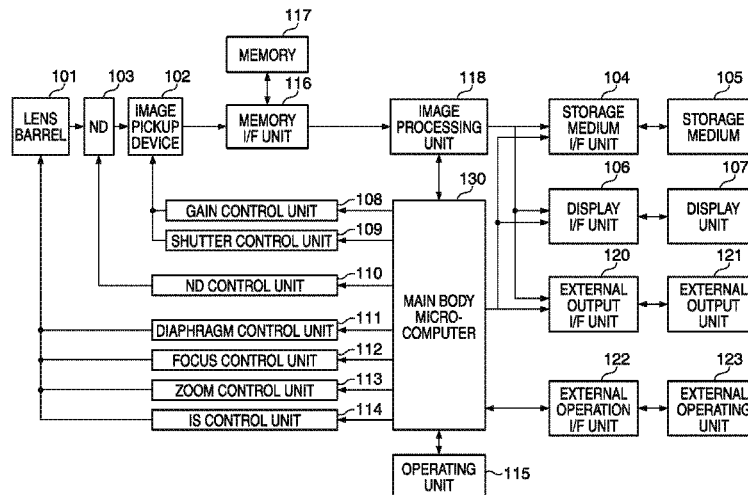 117
MEMORY
101
103
102
116
118
104
105
LENS
BARREL
ND
IMAGE
PICKUP
DEVICE
MEMORY
I/F UNIT
IMAGE
PROCESSING
UNIT
STORAGE
MEDIUM
I/F UNIT
STORAGE
MEDIUM
130
106
107
GAIN CONTROL UNIT
108
DISPLAY
I/F UNIT
DISPLAY
UNIT
SHUTTER CONTROL UNIT
109
ND CONTROL UNIT
110
MAIN BODY
MICRO-
COMPUTER
120
121
EXTERNAL
OUTPUT
I/F UNIT
EXTERNAL
OUTPUT
UNIT
DIAPHRAGM CONTROL UNIT
111
FOCUS CONTROL UNIT
112
ZOOM CONTROL UNIT
113
IS CONTROL UNIT
114
122
123
EXTERNAL
OPERATION
I/F UNIT
EXTERNAL
OPERATING
UNIT
OPERATING
UNIT
115